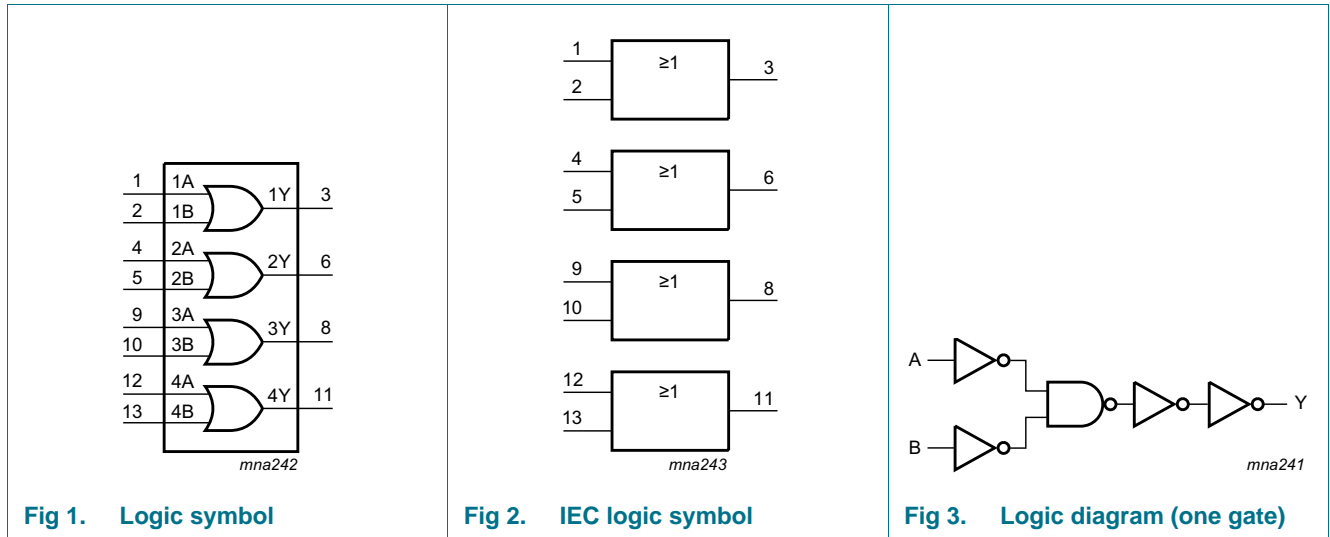 1 1A 1Y 3
2 1B
4 2A 2Y 6
5 2B
9 3A 3Y 8
10 3B
12 4A 4Y 11
13 4B
mna242
Fig 1. Logic symbol
1 ≥1 3
2
4 ≥1 6
5
9 ≥1 8
10
12 ≥1 11
13
mna243
Fig 2. IEC logic symbol
A
Y
B
mna241
Fig 3. Logic diagram (one gate)